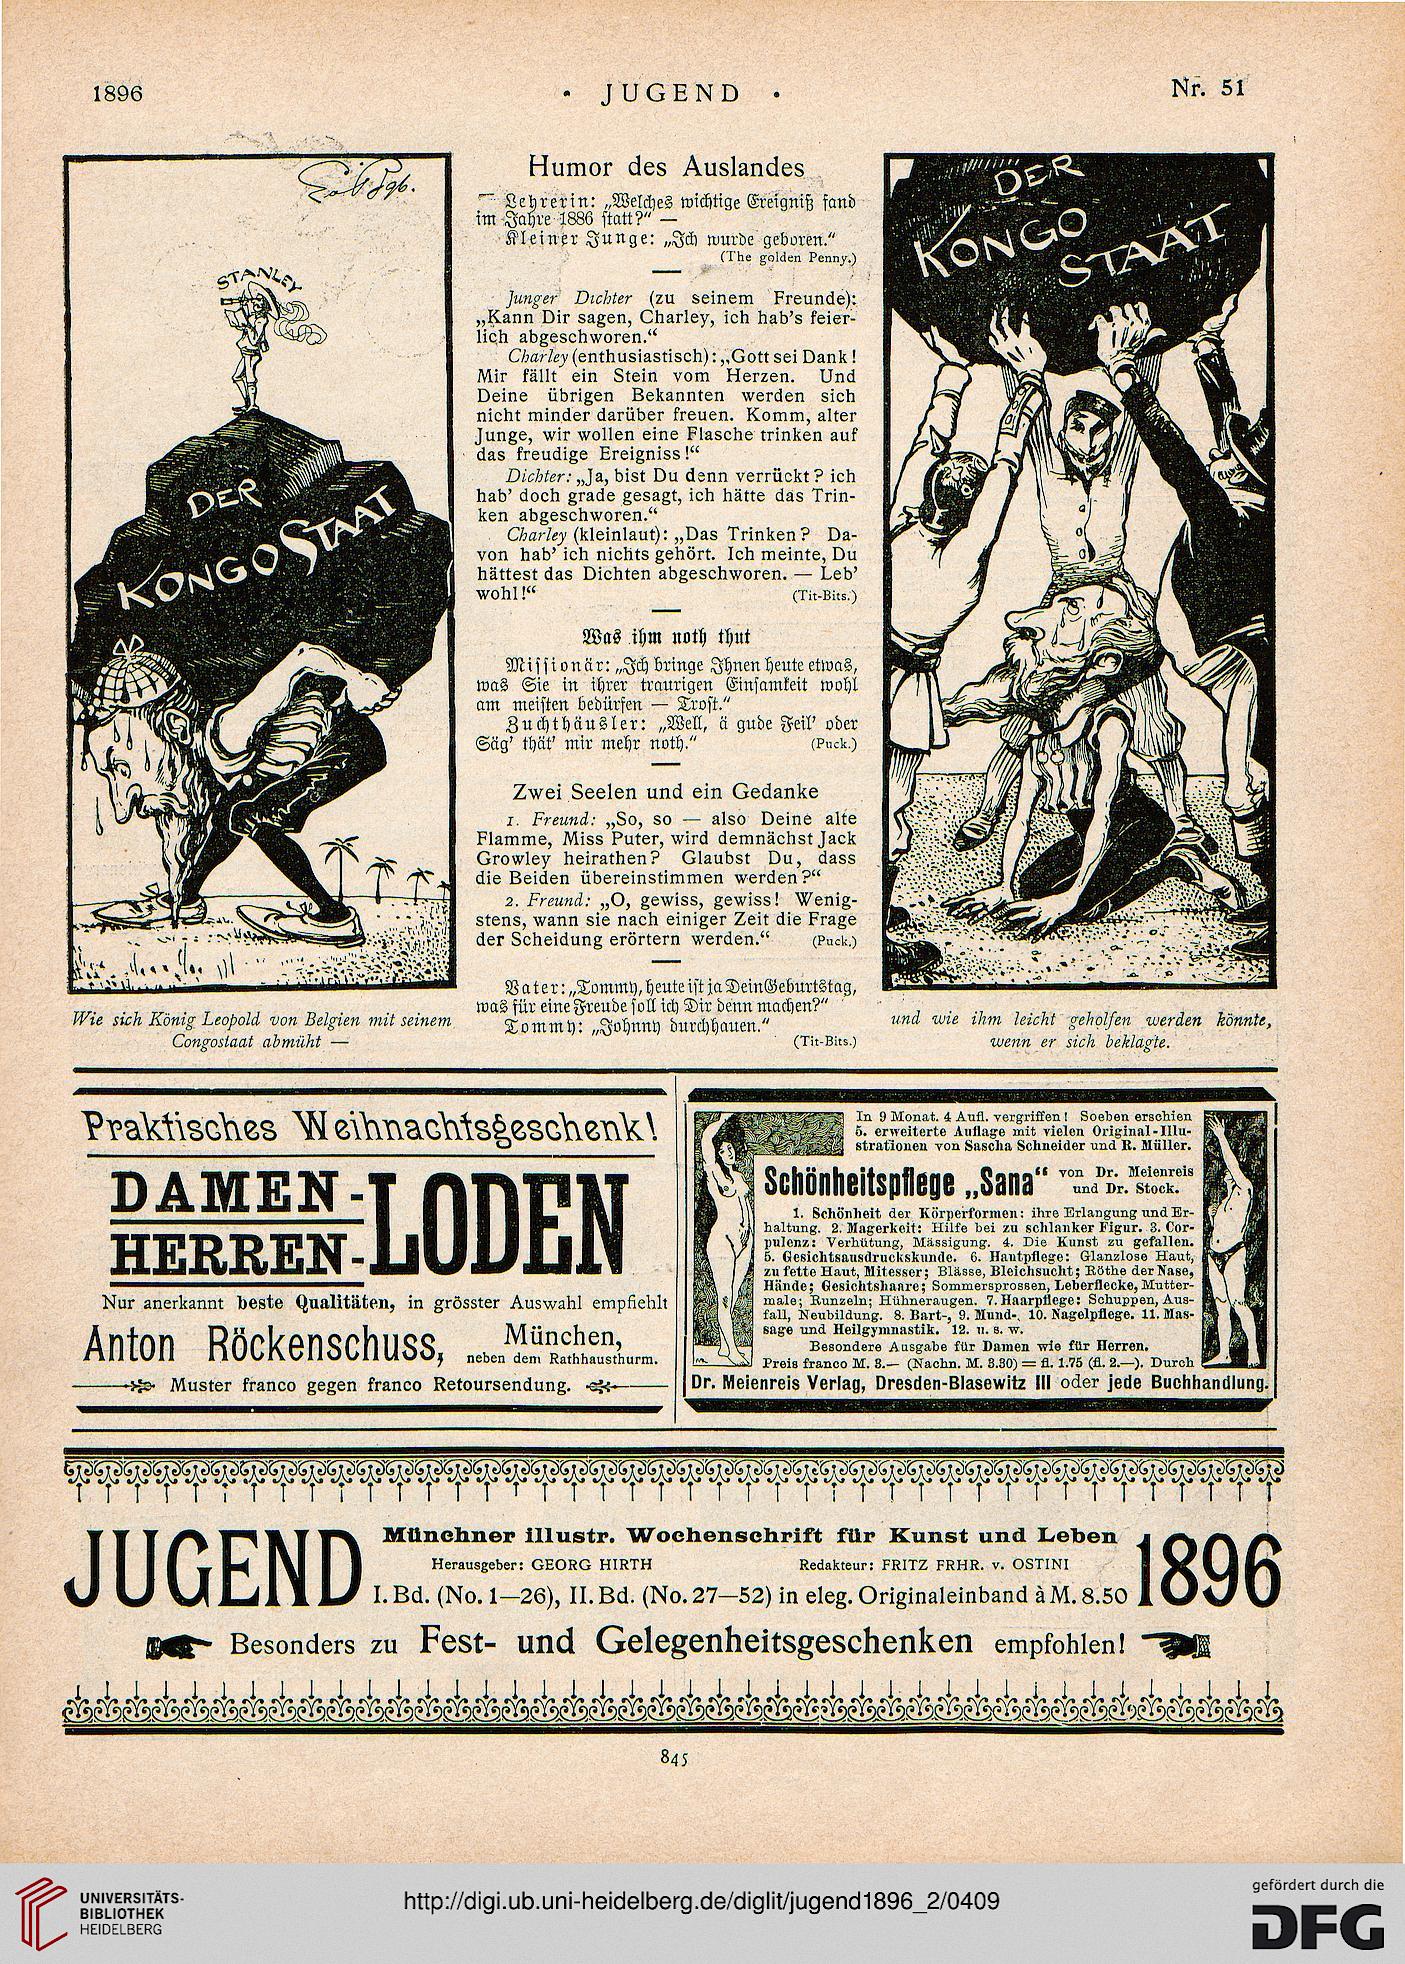 1896
• JUGEND •
Nr. 51
STANLEY
DER
KONGO STAAT
Wie sich König Leopold von Belgien mit seinem
Congostaat abmüht —
Humor des Auslandes
Lehrerin: „Welches wichtige Ereigniß fand
im Jahre 1886 statt?" —
Kleiner Junge: „Ich wurde geboren."
(The golden Penny.)
Junger Dichter (zu seinem Freunde):
„Kann Dir sagen, Charley, ich hab's feier-
lich abgeschworen.“
Charley (enthusiastisch): „Gott sei Dank!
Mir fällt ein Stein vom Herzen. Und
Deine übrigen Bekannten werden sich
nicht minder darüber freuen. Komm, alter
Junge, wir wollen eine Flasche trinken auf
das freudige Ereigniss!“
Dichter: „Ja, bist Du denn verrückt? ich
hab' doch grade gesagt, ich hätte das Trin-
ken abgeschworen.“
Charley (kleinlaut): „Das Trinken? Da-
von hab' ich nichts gehört. Ich meinte, Du
hättest das Dichten abgeschworen. — Leb'
wohl!“ (Tit-Bits.)
Was ihm noth thut
Missionär: „Ich bringe Ihnen heute etwas,
was Sie in ihrer traurigen Einsamkeit wohl
am meisten bedürfen — Trost."
Zuchthäusler: „Well, ä gude Feil' oder
Säg' thät' mir mehr noth." (Puck.)
Zwei Seelen und ein Gedanke
1. Freund: „So, so — also Deine alte
Flamme, Miss Puter, wird demnächst Jack
Growley heirathen? Glaubst Du, dass
die Beiden übereinstimmen werden?“
2. Freund: „O, gewiss, gewiss! Wenig-
stens, wann sie nach einiger Zeit die Frage
der Scheidung erörtern werden.“ (Puck.)
Vater: „Tommy, heute ist ja Dein Geburtstag,
was für eine Freude soll ich Dir denn machen?"
Tommy: „Johnny durchhauen."
(Tit-Bits.)
DER
KONGO
STAAT
und wie ihm leicht geholfen werden könnte,
wenn er sich beklagte.
Praktisches Weihnachtsgeschenk!
DAMEN-
HERREN-
LODEN
Nur anerkannt beste Qualitäten, in grösster Auswahl empfiehlt
Anton Röckenschuss, München,
neben dem Rathhausthurm.
Muster franco gegen franco Retoursendung.
In 9 Monat. 4 Aufl. vergriffen! Soeben erschien
5. erweiterte Auflage mit vielen Original-Illu-
strationen von Sascha Schneider und R. Müller.
Schönheitspflege „Sana“ von Dr. Meienreis
und Dr. Stock.
1. Schönheit der Körperformen: ihre Erlangung und Er-
haltung. 2. Magerkeit: Hilfe bei zu schlanker Figur. 3. Cor-
pulenz: Verhütung, Mässigung. 4. Die Kunst zu gefallen.
5. Gesichtsausdruckskunde. 6. Hautpflege: Glanzlose Haut,
zu fette Haut, Mitesser; Blässe, Bleichsucht; Röthe der Nase,
Hände; Gesichtshaare; Sommersprossen, Leberflecke, Mutter-
male; Runzeln; Hühneraugen. 7. Haarpflege: Schuppen, Aus-
fall, Neubildung. 8. Bart-, 9. Mund-, 10. Nagelpflege. 11. Mas-
sage und Heilgymnastik. 12. u. s. w.
Besondere Ausgabe für Damen wie für Herren.
Preis franco M. 3.— (Nachn. M. 3.30) = fl. 1.75 (fl. 2.—). Durch
Dr. Meienreis Verlag, Dresden-Blasewitz III oder jede Buchhandlung.
JUGEND
Münchner illustr. Wochenschrift für Kunst und Leben
Herausgeber: GEORG HIRTH Redakteur: FRITZ FRHR. v. OSTINI
I. Bd. (No. 1—26), II. Bd. (No. 27—52) in eleg. Originaleinband à M. 8.50
1896
Besonders zu Fest- und Gelegenheitsgeschenken empfohlen!
845
UNIVERSITÄTS-
BIBLIOTHEK
HEIDELBERG
http://digi.ub.uni-heidelberg.de/diglit/jugend1896_2/0409
gefördert durch die
DFG